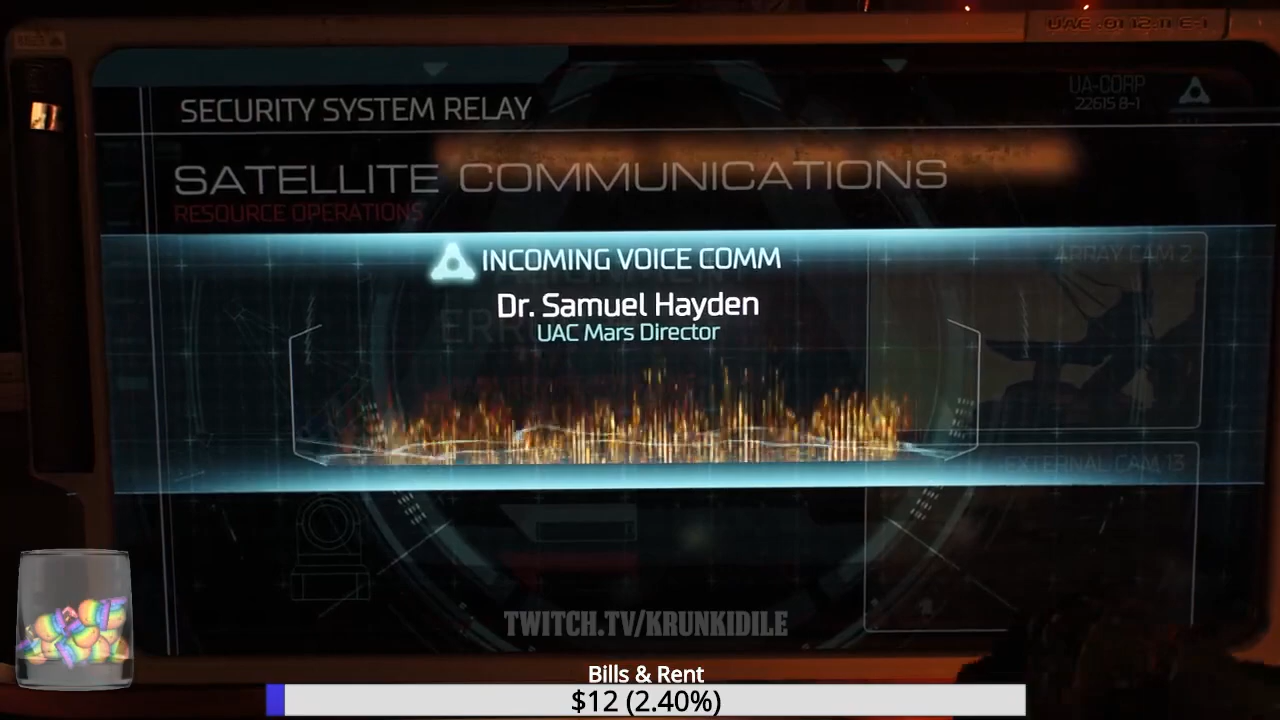 UAC .01 12.11 E-1
UA-CORP
22615 8-1
SECURITY SYSTEM RELAY
SATELLITE COMMUNICATIONS
RESOURCE OPERATIONS
INCOMING VOICE COMM
ARRAY CAM 2
Dr. Samuel Hayden
UAC Mars Director
EXTERNAL CAM 13
TWITCH.TV/KRUNKIDILE
Bills & Rent
$12 (2.40%)